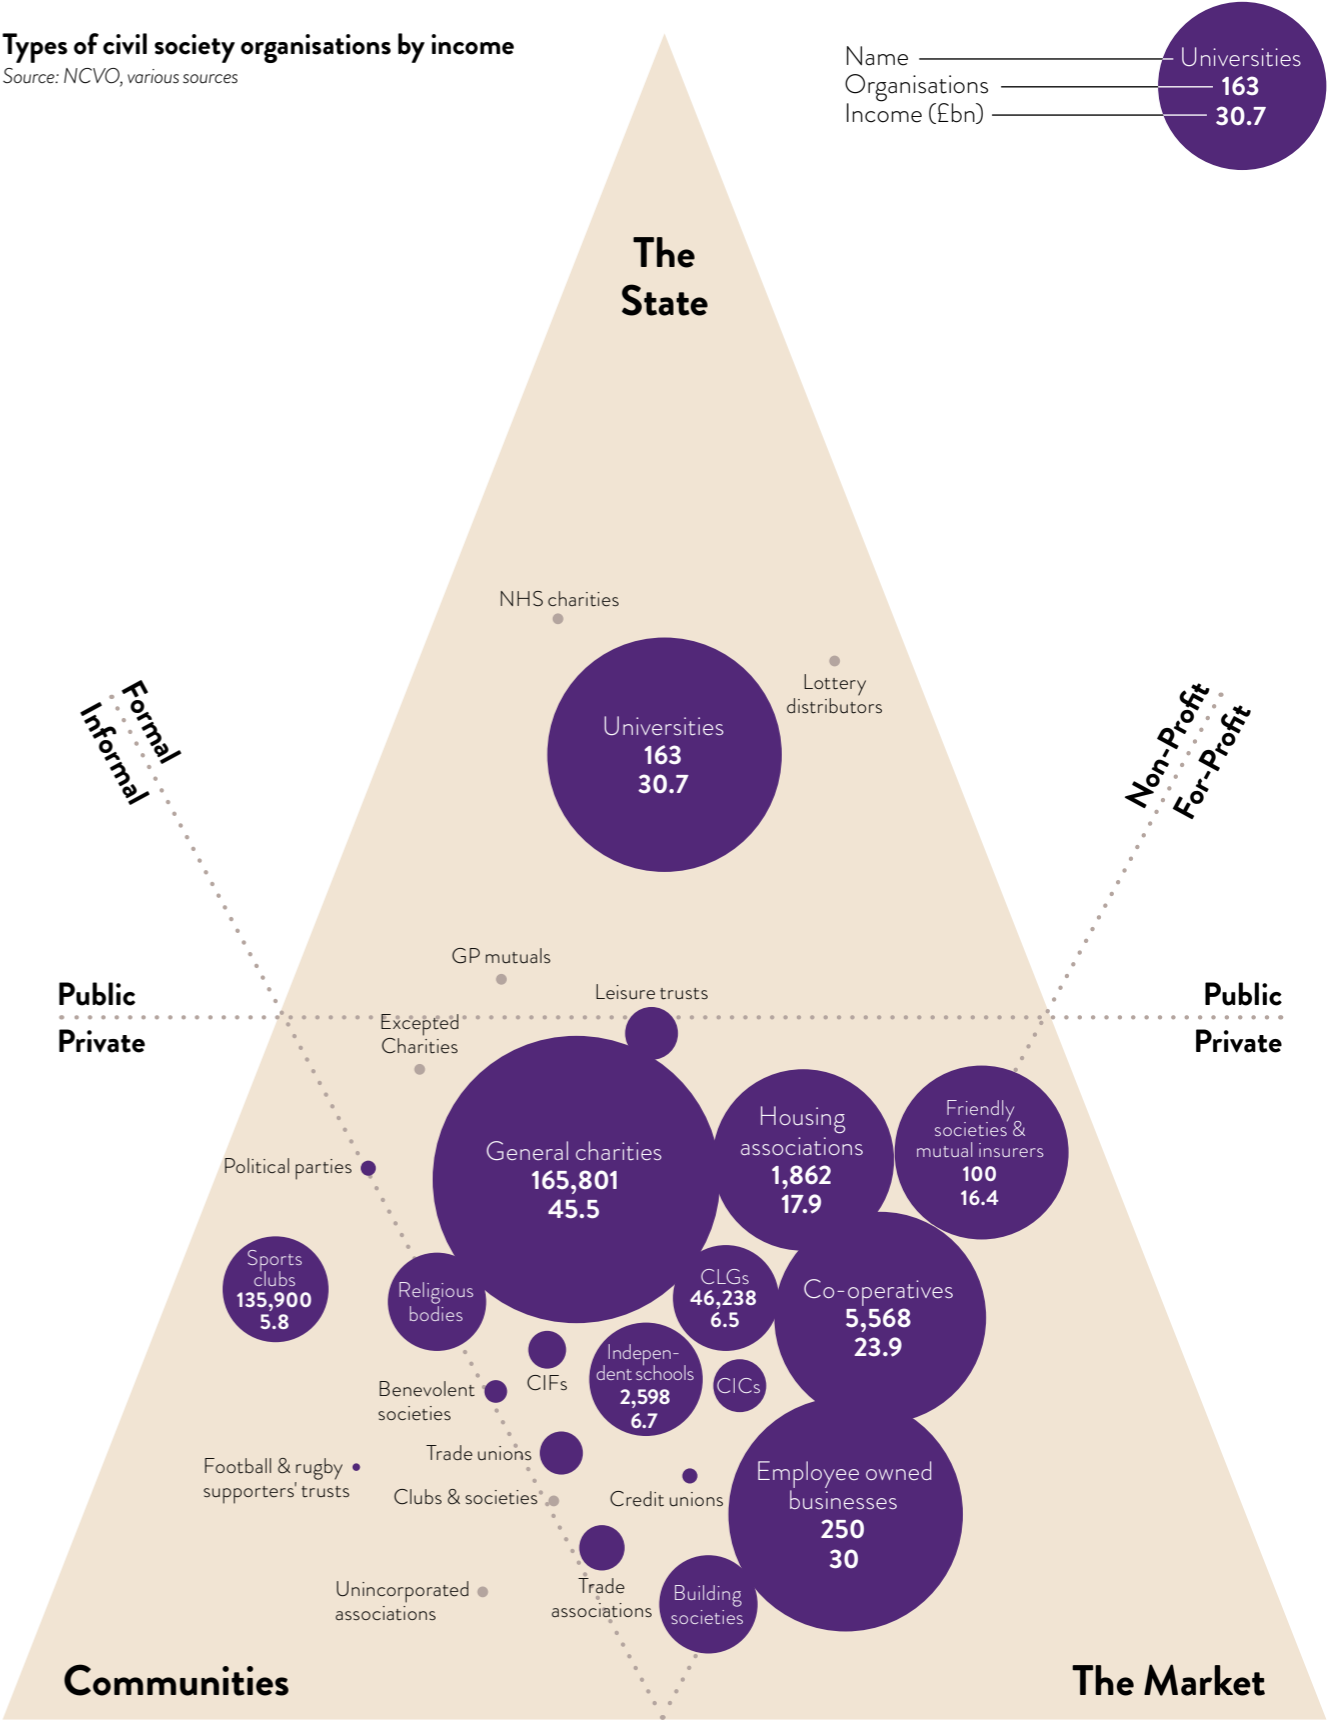 Types of civil society organisations by income
Source: NCVO, various sources
Name
Organisations
Income (£bn)
Universities
163
30.7
The
State
NHS charities
Lottery
distributors
Universities
163
30.7
Formal
Informal
Non-Profit
For-Profit
GP mutuals
Leisure trusts
Public
Private
Public
Private
Excepted
Charities
General charities
165,801
45.5
Housing
associations
1,862
17.9
Friendly
societies &
mutual insurers
100
16.4
Political parties
Sports
clubs
135,900
5.8
Religious
bodies
CLGs
46,238
6.5
Co-operatives
5,568
23.9
CIFs
Indepen-
dent schools
2,598
6.7
CICs
Benevolent
societies
Trade unions
Football & rugby
supporters' trusts
Clubs & societies
Credit unions
Employee owned
businesses
250
30
Unincorporated
associations
Trade
associations
Building
societies
Communities
The Market